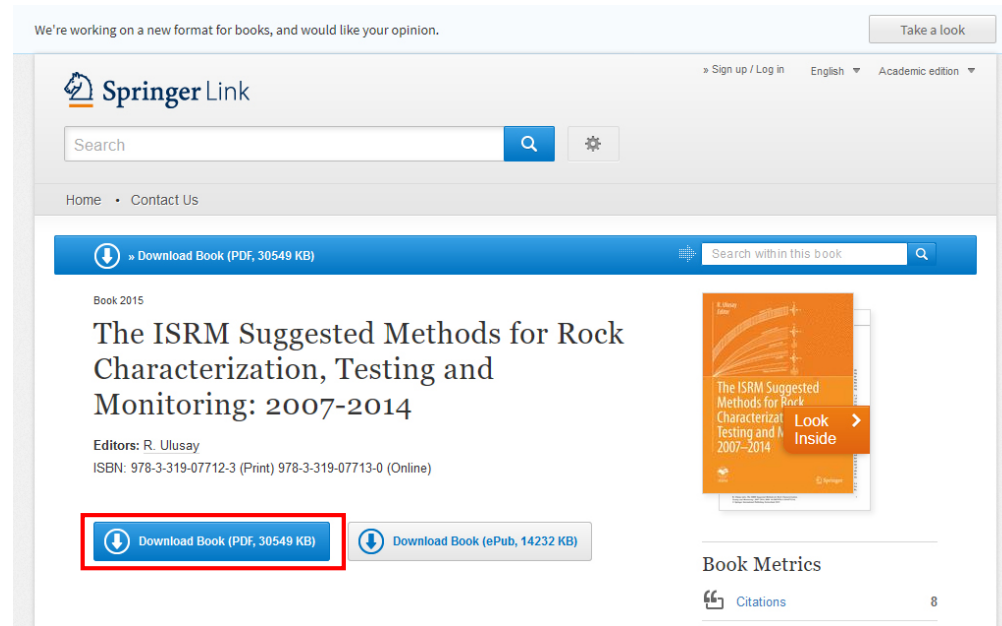 We're working on a new format for books, and would like your opinion.
Take a look
» Sign up / Log in English Academic edition
Springer Link
Search
Home • Contact Us
» Download Book (PDF, 30549 KB)
Search within this book
Book 2015
The ISRM Suggested Methods for Rock
Characterization, Testing and
Monitoring: 2007-2014
Editors: R. Ulusay
ISBN: 978-3-319-07712-3 (Print) 978-3-319-07713-0 (Online)
Download Book (PDF, 30549 KB)
Download Book (ePub, 14232 KB)
R. Ulusay
Editor
The ISRM Suggested
Methods for Rock
Characterizat
Testing and
2007–2014
Springer
Look
Inside
Book Metrics
Citations 8